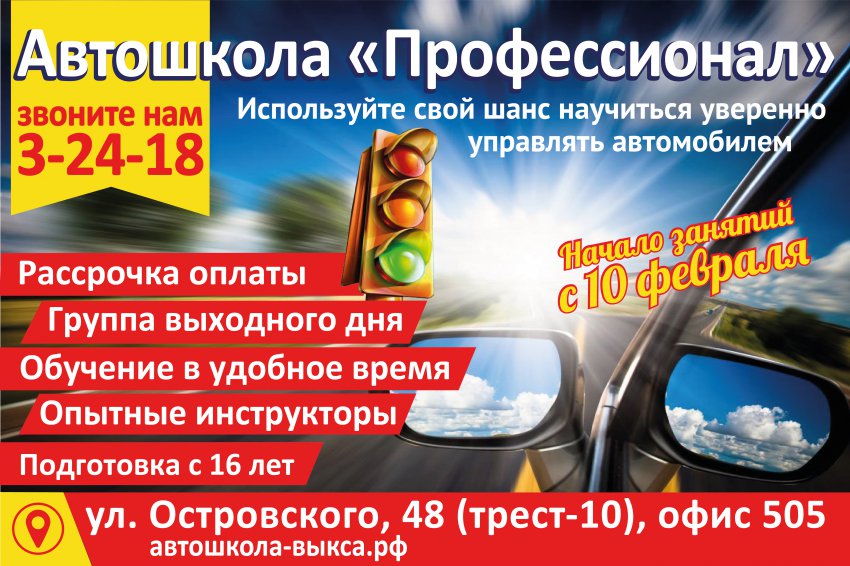 Автошкола «Профессионал»
звоните нам
3-24-18
Используйте свой шанс научиться уверенно
управлять автомобилем
Начало занятий
с 10 февраля
Рассрочка оплаты
Группа выходного дня
Обучение в удобное время
Опытные инструкторы
Подготовка с 16 лет
ул. Островского, 48 (трест-10), офис 505
автошкола-выкса.рф